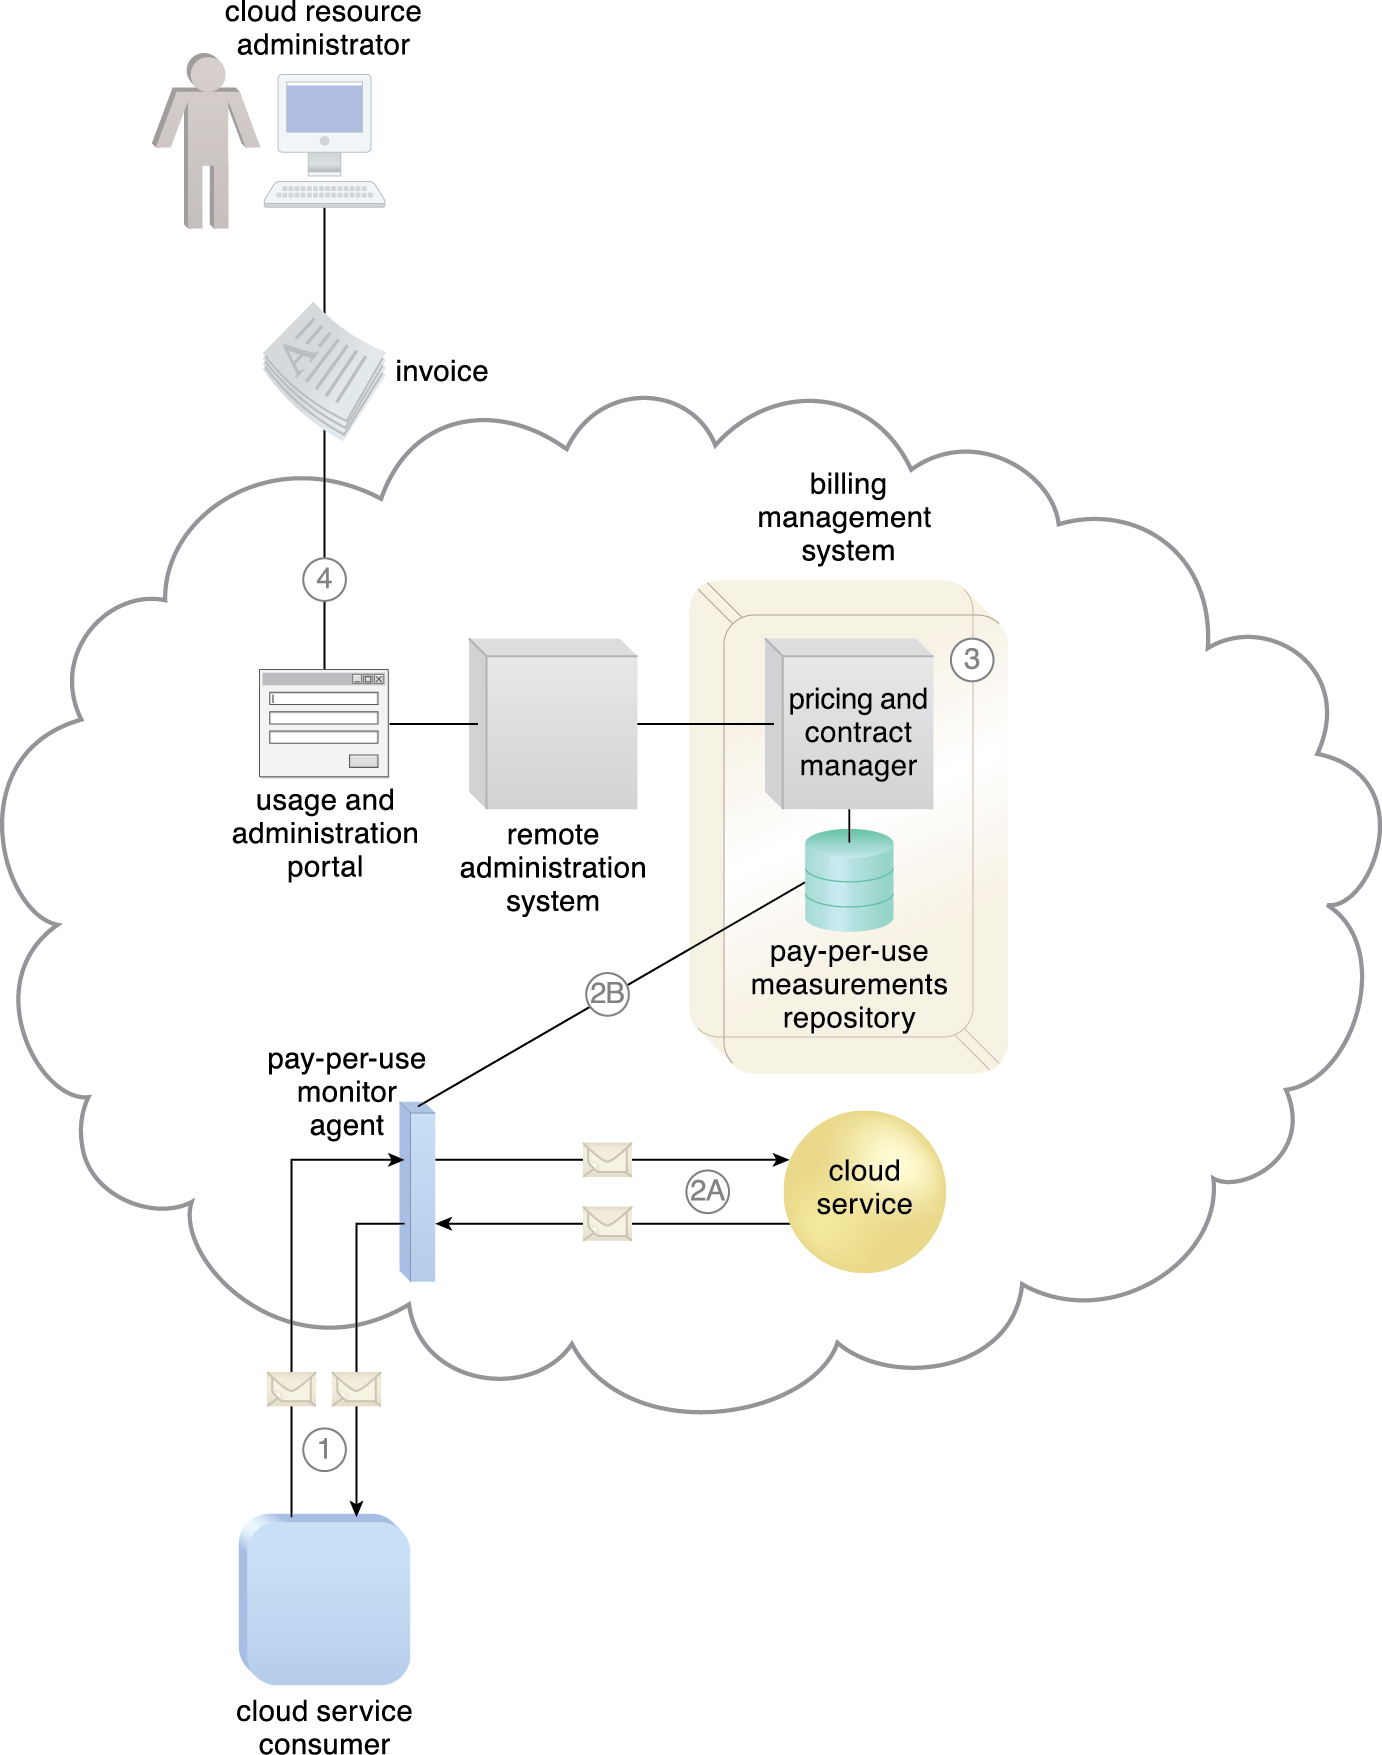 cloud resource
administrator
invoice
billing
management
system
4
3
pricing and
contract
manager
usage and
administration
portal
remote
administration
system
pay-per-use
measurements
repository
2B
pay-per-use
monitor
agent
2A
cloud
service
1
cloud service
consumer